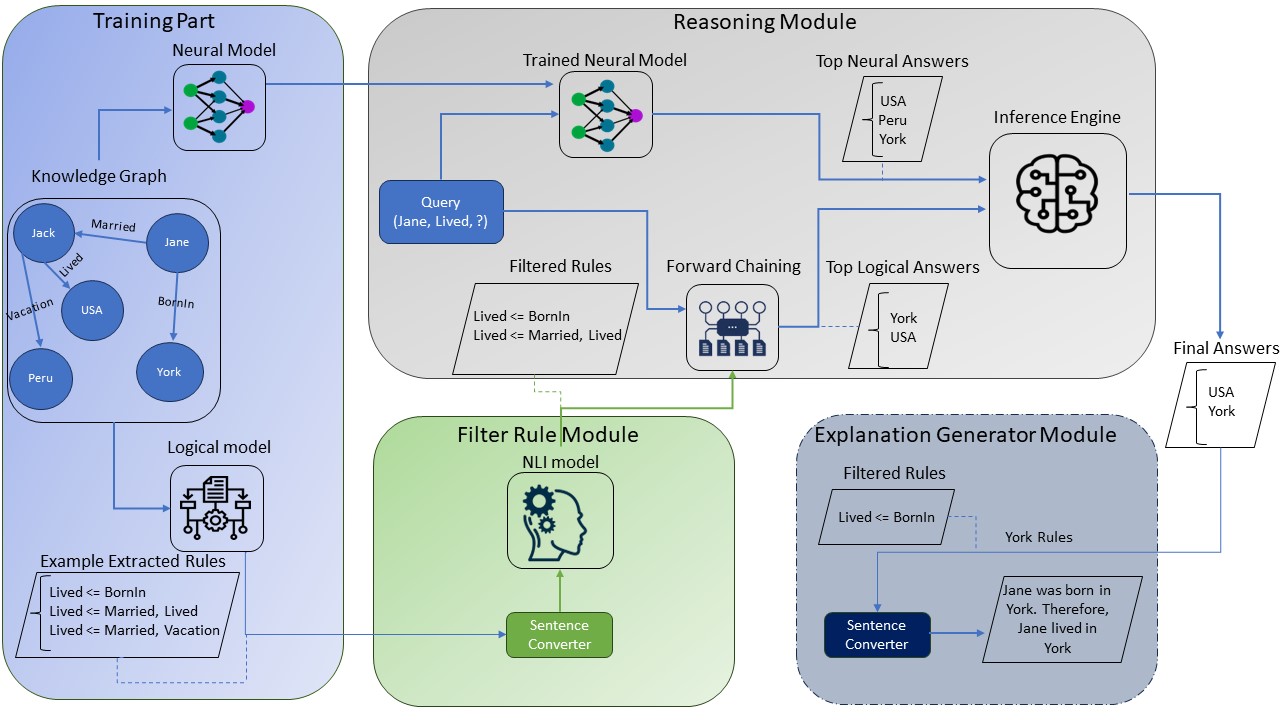 Training Part
Neural Model
Knowledge Graph
Jack
Married
Jane
Lived
Vacation
USA
BornIn
Peru
York
Logical model
Example Extracted Rules
Lived <= BornIn
Lived <= Married, Lived
Lived <= Married, Vacation
Reasoning Module
Trained Neural Model
Top Neural Answers
USA
Peru
York
Inference Engine
Query
(Jane, Lived, ?)
Filtered Rules
Lived <= BornIn
Lived <= Married, Lived
Forward Chaining
Top Logical Answers
York
USA
Final Answers
USA
York
Filter Rule Module
NLI model
Sentence
Converter
Explanation Generator Module
Filtered Rules
Lived <= BornIn
York Rules
Sentence
Converter
Jane was born in
York. Therefore,
Jane lived in
York